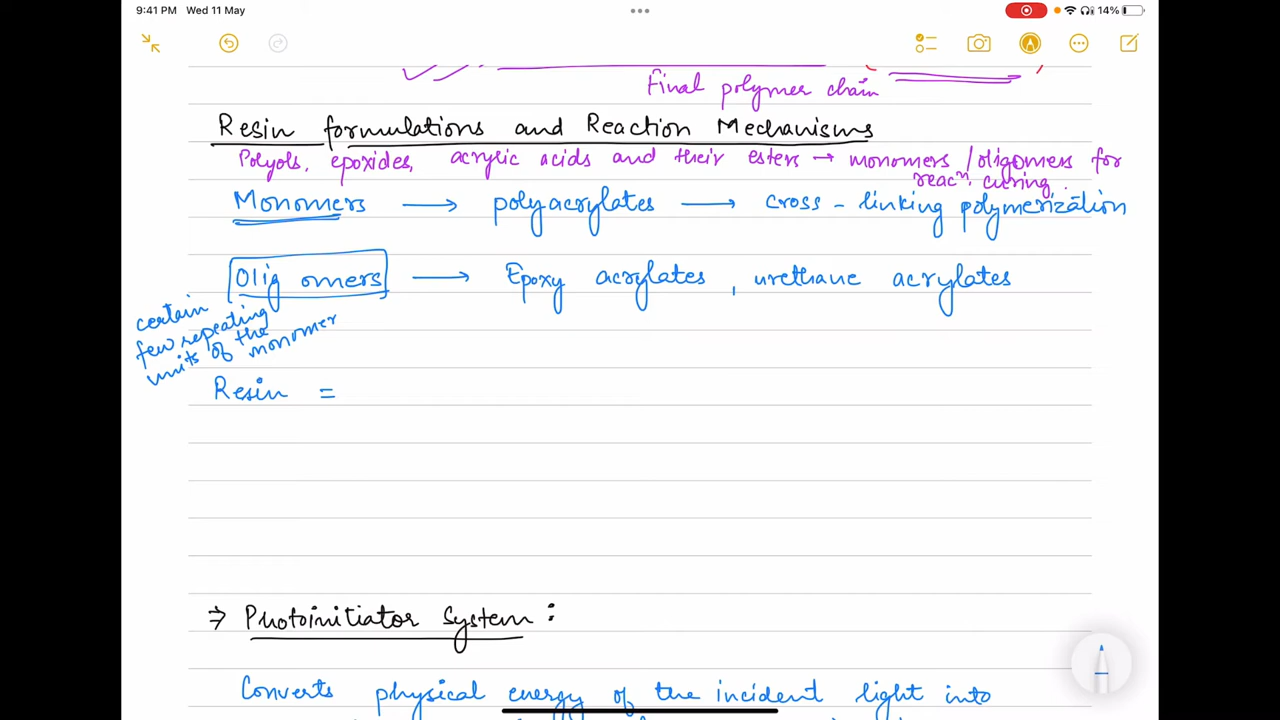 9:41 PM Wed 11 May 14%
Final polymer chain
Resin formulations and Reaction Mechanisms
Polyols, epoxides, acrylic acids and their esters → monomers / oligomers for
reacⁿ. curing.
Monomers → polyacrylates → cross - linking polymerization
Olig omers → Epoxy acrylates, urethane acrylates
certain
few repeating
units of the
monomer
Resin =
⇒ Photoinitiator System :
Converts physical energy of the incident light into